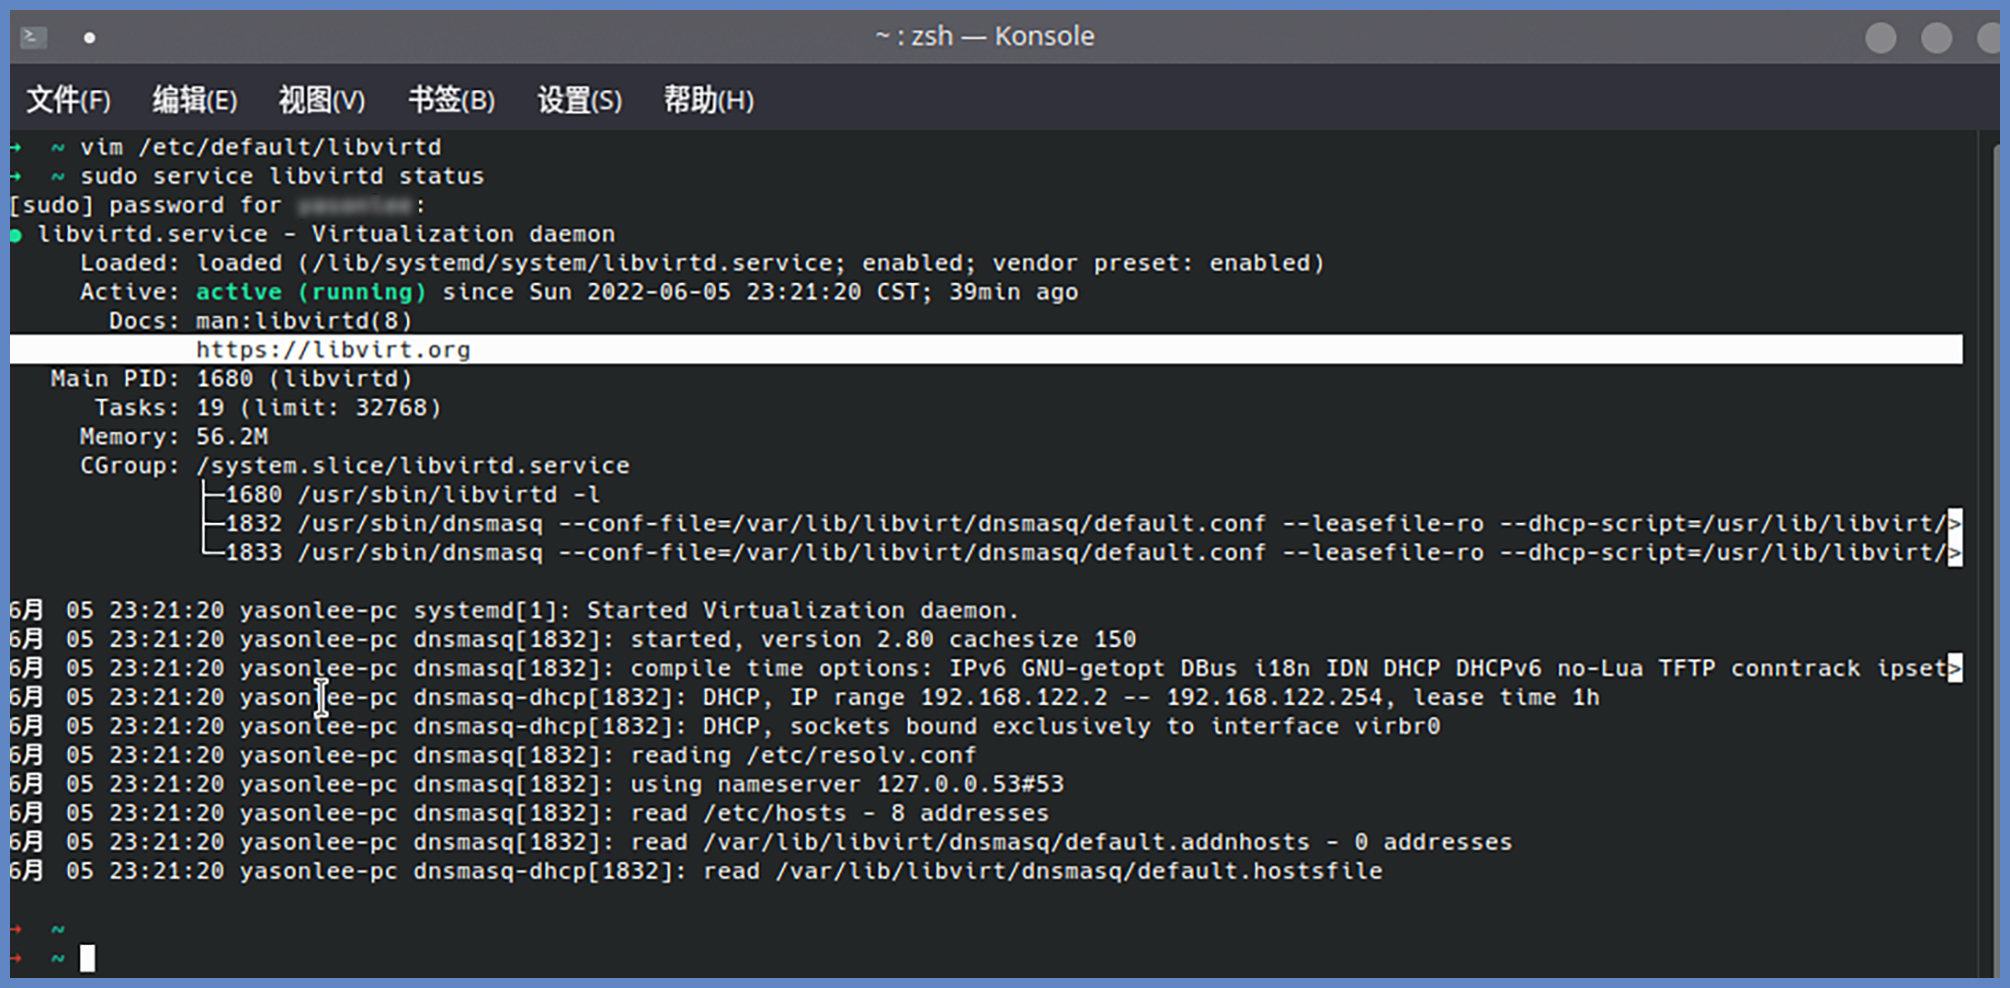 ~ : zsh — Konsole
文件(F) 编辑(E) 视图(V) 书签(B) 设置(S) 帮助(H)
→ ~ vim /etc/default/libvirtd
→ ~ sudo service libvirtd status
[sudo] password for :
● libvirtd.service - Virtualization daemon
Loaded: loaded (/lib/systemd/system/libvirtd.service; enabled; vendor preset: enabled)
Active: active (running) since Sun 2022-06-05 23:21:20 CST; 39min ago
Docs: man:libvirtd(8)
https://libvirt.org
Main PID: 1680 (libvirtd)
Tasks: 19 (limit: 32768)
Memory: 56.2M
CGroup: /system.slice/libvirtd.service
├─1680 /usr/sbin/libvirtd -l
├─1832 /usr/sbin/dnsmasq --conf-file=/var/lib/libvirt/dnsmasq/default.conf --leasefile-ro --dhcp-script=/usr/lib/libvirt/>
└─1833 /usr/sbin/dnsmasq --conf-file=/var/lib/libvirt/dnsmasq/default.conf --leasefile-ro --dhcp-script=/usr/lib/libvirt/>
6月 05 23:21:20 yasonlee-pc systemd[1]: Started Virtualization daemon.
6月 05 23:21:20 yasonlee-pc dnsmasq[1832]: started, version 2.80 cachesize 150
6月 05 23:21:20 yasonlee-pc dnsmasq[1832]: compile time options: IPv6 GNU-getopt DBus i18n IDN DHCP DHCPv6 no-Lua TFTP conntrack ipset>
6月 05 23:21:20 yasonlee-pc dnsmasq-dhcp[1832]: DHCP, IP range 192.168.122.2 -- 192.168.122.254, lease time 1h
6月 05 23:21:20 yasonlee-pc dnsmasq-dhcp[1832]: DHCP, sockets bound exclusively to interface virbr0
6月 05 23:21:20 yasonlee-pc dnsmasq[1832]: reading /etc/resolv.conf
6月 05 23:21:20 yasonlee-pc dnsmasq[1832]: using nameserver 127.0.0.53#53
6月 05 23:21:20 yasonlee-pc dnsmasq[1832]: read /etc/hosts - 8 addresses
6月 05 23:21:20 yasonlee-pc dnsmasq[1832]: read /var/lib/libvirt/dnsmasq/default.addnhosts - 0 addresses
6月 05 23:21:20 yasonlee-pc dnsmasq-dhcp[1832]: read /var/lib/libvirt/dnsmasq/default.hostsfile
→ ~
→ ~